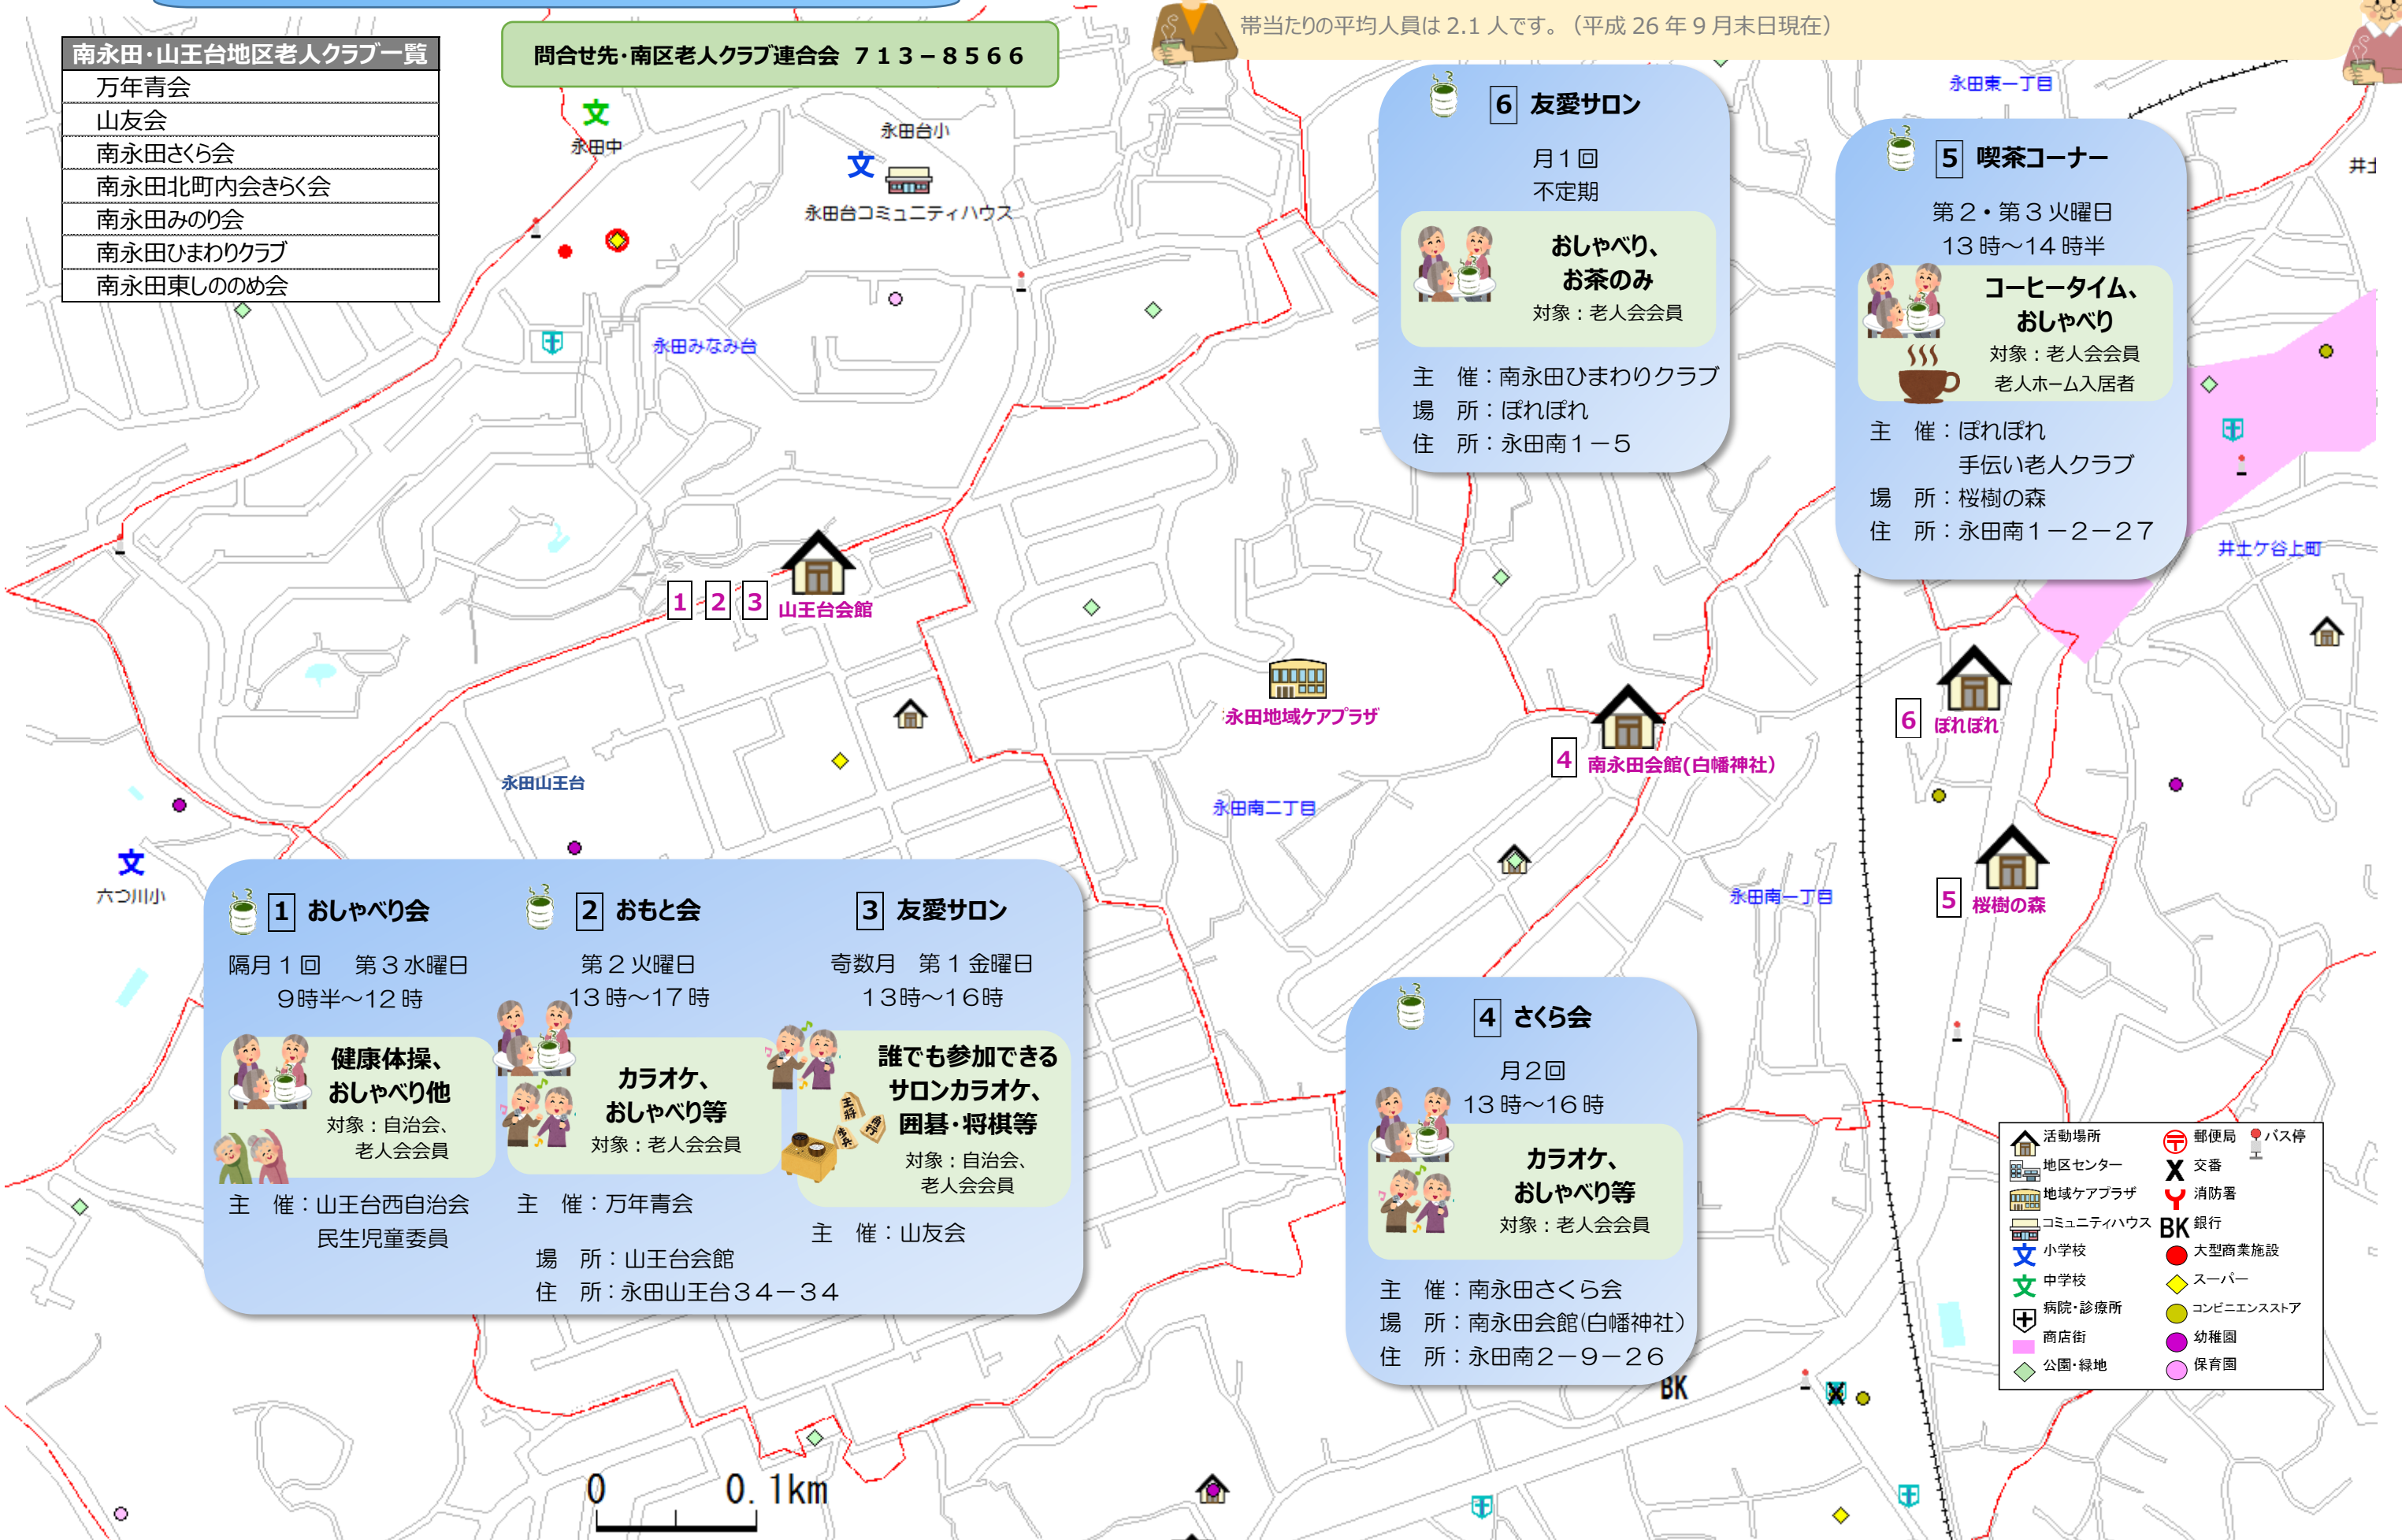 帯当たりの平均人員は 2.1 人です。（平成 26 年 9 月末日現在）
問合せ先・南区老人クラブ連合会 ７１３－８５６６
南永田・山王台地区老人クラブ一覧
万年青会
山友会
南永田さくら会
南永田北町内会きらく会
南永田みのり会
南永田ひまわりクラブ
南永田東しののめ会
文
永田中
永田台小
文
永田台コミュニティハウス
永田みなみ台
永田東一丁目
井土
6 友愛サロン
月１回
不定期
おしゃべり、
お茶のみ
対象：老人会会員
主　催：南永田ひまわりクラブ
場　所：ぽれぽれ
住　所：永田南１－５
5 喫茶コーナー
第２・第３火曜日
13 時～14 時半
コーヒータイム、
おしゃべり
対象：老人会会員
老人ホーム入居者
主　催：ぽれぽれ
手伝い老人クラブ
場　所：桜樹の森
住　所：永田南１－２－27
井土ケ谷上町
1 2 3 山王台会館
永田地域ケアプラザ
4 南永田会館(白幡神社）
6 ぽれぽれ
永田山王台
永田南二丁目
永田南一丁目
5 桜樹の森
文
六つ川小
1 おしゃべり会
隔月１回　第３水曜日
９時半～12 時
健康体操、
おしゃべり他
対象：自治会、
老人会会員
主　催：山王台西自治会
民生児童委員
2 おもと会
第２火曜日
13 時～17 時
カラオケ、
おしゃべり等
対象：老人会会員
主　催：万年青会
3 友愛サロン
奇数月　第１金曜日
13時～16時
誰でも参加できる
サロンカラオケ、
囲碁・将棋等
対象：自治会、
老人会会員
主　催：山友会
王将
角行
歩兵
場　所：山王台会館
住　所：永田山王台３４－３４
4 さくら会
月２回
13 時～16 時
カラオケ、
おしゃべり等
対象：老人会会員
主　催：南永田さくら会
場　所：南永田会館(白幡神社）
住　所：永田南２－９－２６
BK
活動場所
地区センター
地域ケアプラザ
コミュニティハウス
文 小学校
文 中学校
病院・診療所
商店街
公園・緑地
郵便局
バス停
X 交番
消防署
BK 銀行
大型商業施設
スーパー
コンビニエンスストア
幼稚園
保育園
0 0.1km